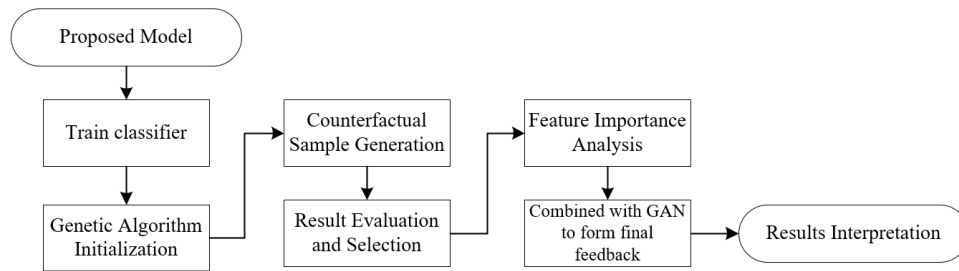 Proposed Model
Train classifier
Genetic Algorithm
Initialization
Counterfactual
Sample Generation
Result Evaluation
and Selection
Feature Importance
Analysis
Combined with GAN
to form final
feedback
Results Interpretation